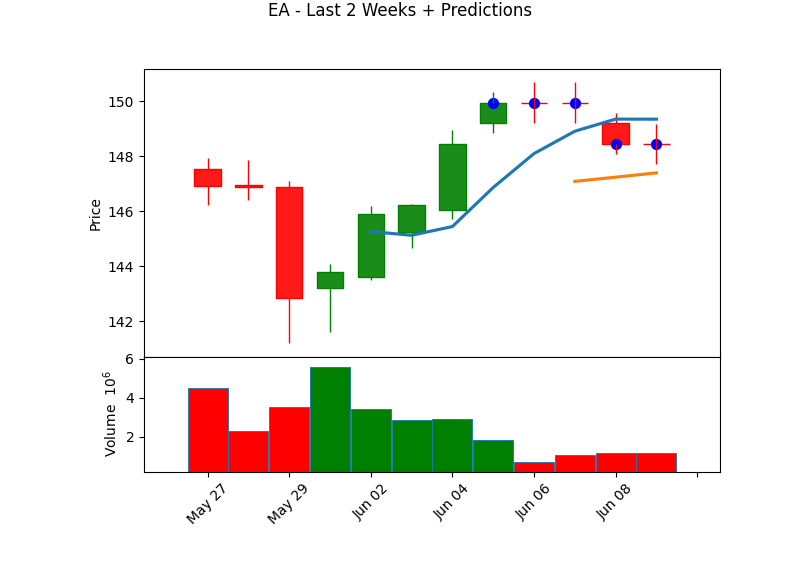 EA - Last 2 Weeks + Predictions
150
148
146
144
142
Price
6
4
2
Volume 10^6
May 27
May 29
Jun 02
Jun 04
Jun 06
Jun 08